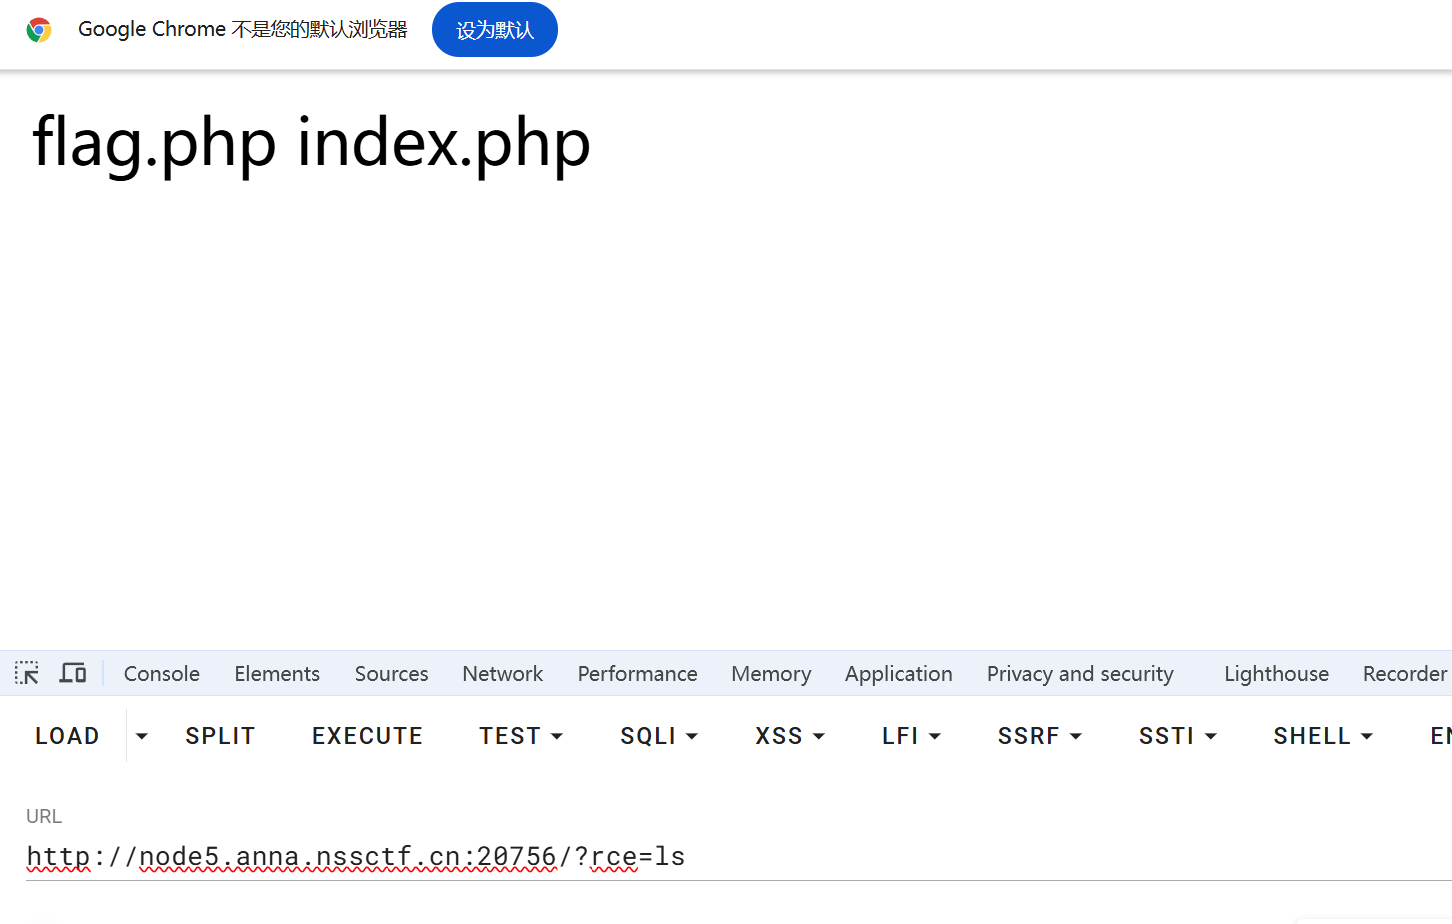 Google Chrome 不是您的默认浏览器 设为默认
flag.php index.php
Console Elements Sources Network Performance Memory Application Privacy and security Lighthouse Recorder
LOAD SPLIT EXECUTE TEST SQLI XSS LFI SSRF SSTI SHELL
URL
http://node5.anna.nssctf.cn:20756/?rce=ls